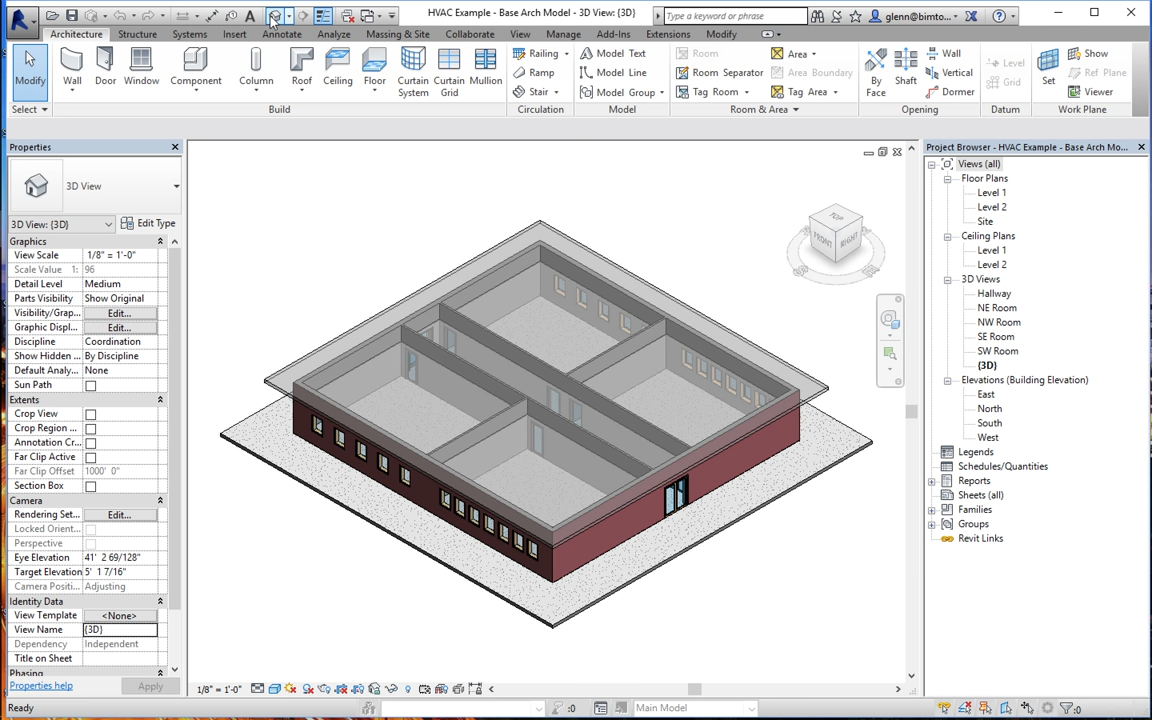 HVAC Example - Base Arch Model - 3D View: {3D}
Type a keyword or phrase
glenn@bimto...
Architecture Structure Systems Insert Annotate Analyze Massing & Site Collaborate View Manage Add-Ins Extensions Modify
Modify
Wall
Door
Window
Component
Column
Roof
Ceiling
Floor
Curtain System
Curtain Grid
Mullion
Railing
Ramp
Stair
Model Text
Model Line
Model Group
Room
Room Separator
Tag Room
Area
Area Boundary
Tag Area
By Face
Shaft
Wall
Vertical
Dormer
Level
Grid
Set
Show
Ref Plane
Viewer
Select Build Circulation Model Room & Area Opening Datum Work Plane
Properties
3D View
3D View: {3D} Edit Type
Graphics
View Scale 1/8" = 1'-0"
Scale Value 1: 96
Detail Level Medium
Parts Visibility Show Original
Visibility/Grap... Edit...
Graphic Displ... Edit...
Discipline Coordination
Show Hidden ... By Discipline
Default Analy... None
Sun Path
Extents
Crop View
Crop Region ...
Annotation Cr...
Far Clip Active
Far Clip Offset 1000' 0"
Section Box
Camera
Rendering Set... Edit...
Locked Orient...
Perspective
Eye Elevation 41' 2 69/128"
Target Elevation 5' 1 7/16"
Camera Positi... Adjusting
Identity Data
View Template <None>
View Name {3D}
Dependency Independent
Title on Sheet
Phasing
Properties help Apply
TOP
FRONT
RIGHT
Project Browser - HVAC Example - Base Arch Mo...
Views (all)
Floor Plans
Level 1
Level 2
Site
Ceiling Plans
Level 1
Level 2
3D Views
Hallway
NE Room
NW Room
SE Room
SW Room
{3D}
Elevations (Building Elevation)
East
North
South
West
Legends
Schedules/Quantities
Reports
Sheets (all)
Families
Groups
Revit Links
1/8" = 1'-0"
Ready
:0
Main Model
:0